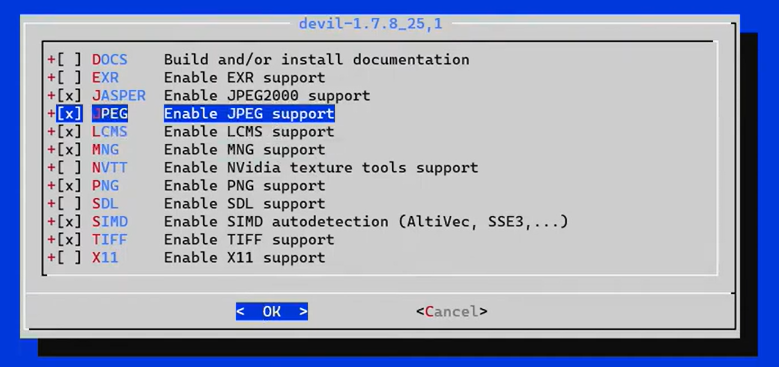 devil-1.7.8_25,1
+[ ] DOCS Build and/or install documentation
+[ ] EXR Enable EXR support
+[x] JASPER Enable JPEG2000 support
+[x] JPEG Enable JPEG support
+[x] LCMS Enable LCMS support
+[x] MNG Enable MNG support
+[ ] NVTT Enable NVidia texture tools support
+[x] PNG Enable PNG support
+[ ] SDL Enable SDL support
+[x] SIMD Enable SIMD autodetection (AltiVec, SSE3,...)
+[x] TIFF Enable TIFF support
+[ ] X11 Enable X11 support
< OK > <Cancel>